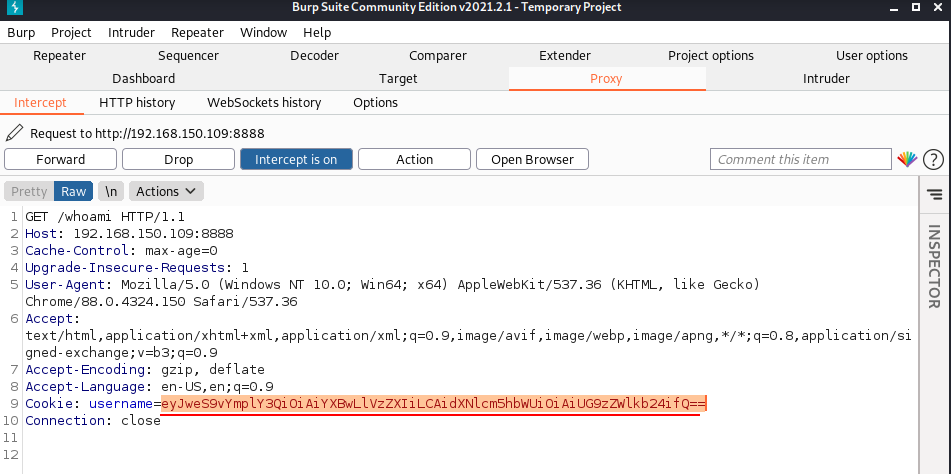 Burp Suite Community Edition v2021.2.1 - Temporary Project
Burp Project Intruder Repeater Window Help
Repeater Sequencer Decoder Comparer Extender Project options User options
Dashboard Target Proxy Intruder
Intercept HTTP history WebSockets history Options
Request to http://192.168.150.109:8888
Forward Drop Intercept is on Action Open Browser Comment this item ?
Pretty Raw \n Actions
INSPECTOR
1 GET /whoami HTTP/1.1
2 Host: 192.168.150.109:8888
3 Cache-Control: max-age=0
4 Upgrade-Insecure-Requests: 1
5 User-Agent: Mozilla/5.0 (Windows NT 10.0; Win64; x64) AppleWebKit/537.36 (KHTML, like Gecko)
Chrome/88.0.4324.150 Safari/537.36
6 Accept:
text/html,application/xhtml+xml,application/xml;q=0.9,image/avif,image/webp,image/apng,*/*;q=0.8,application/si
gned-exchange;v=b3;q=0.9
7 Accept-Encoding: gzip, deflate
8 Accept-Language: en-US,en;q=0.9
9 Cookie: username=eyJweS9vYmplY3QiOiAiYXBwLlVzZXIiLCAidXNlcm5hbWUiOiAiUG9zZWlkb24ifQ==
10 Connection: close
11
12